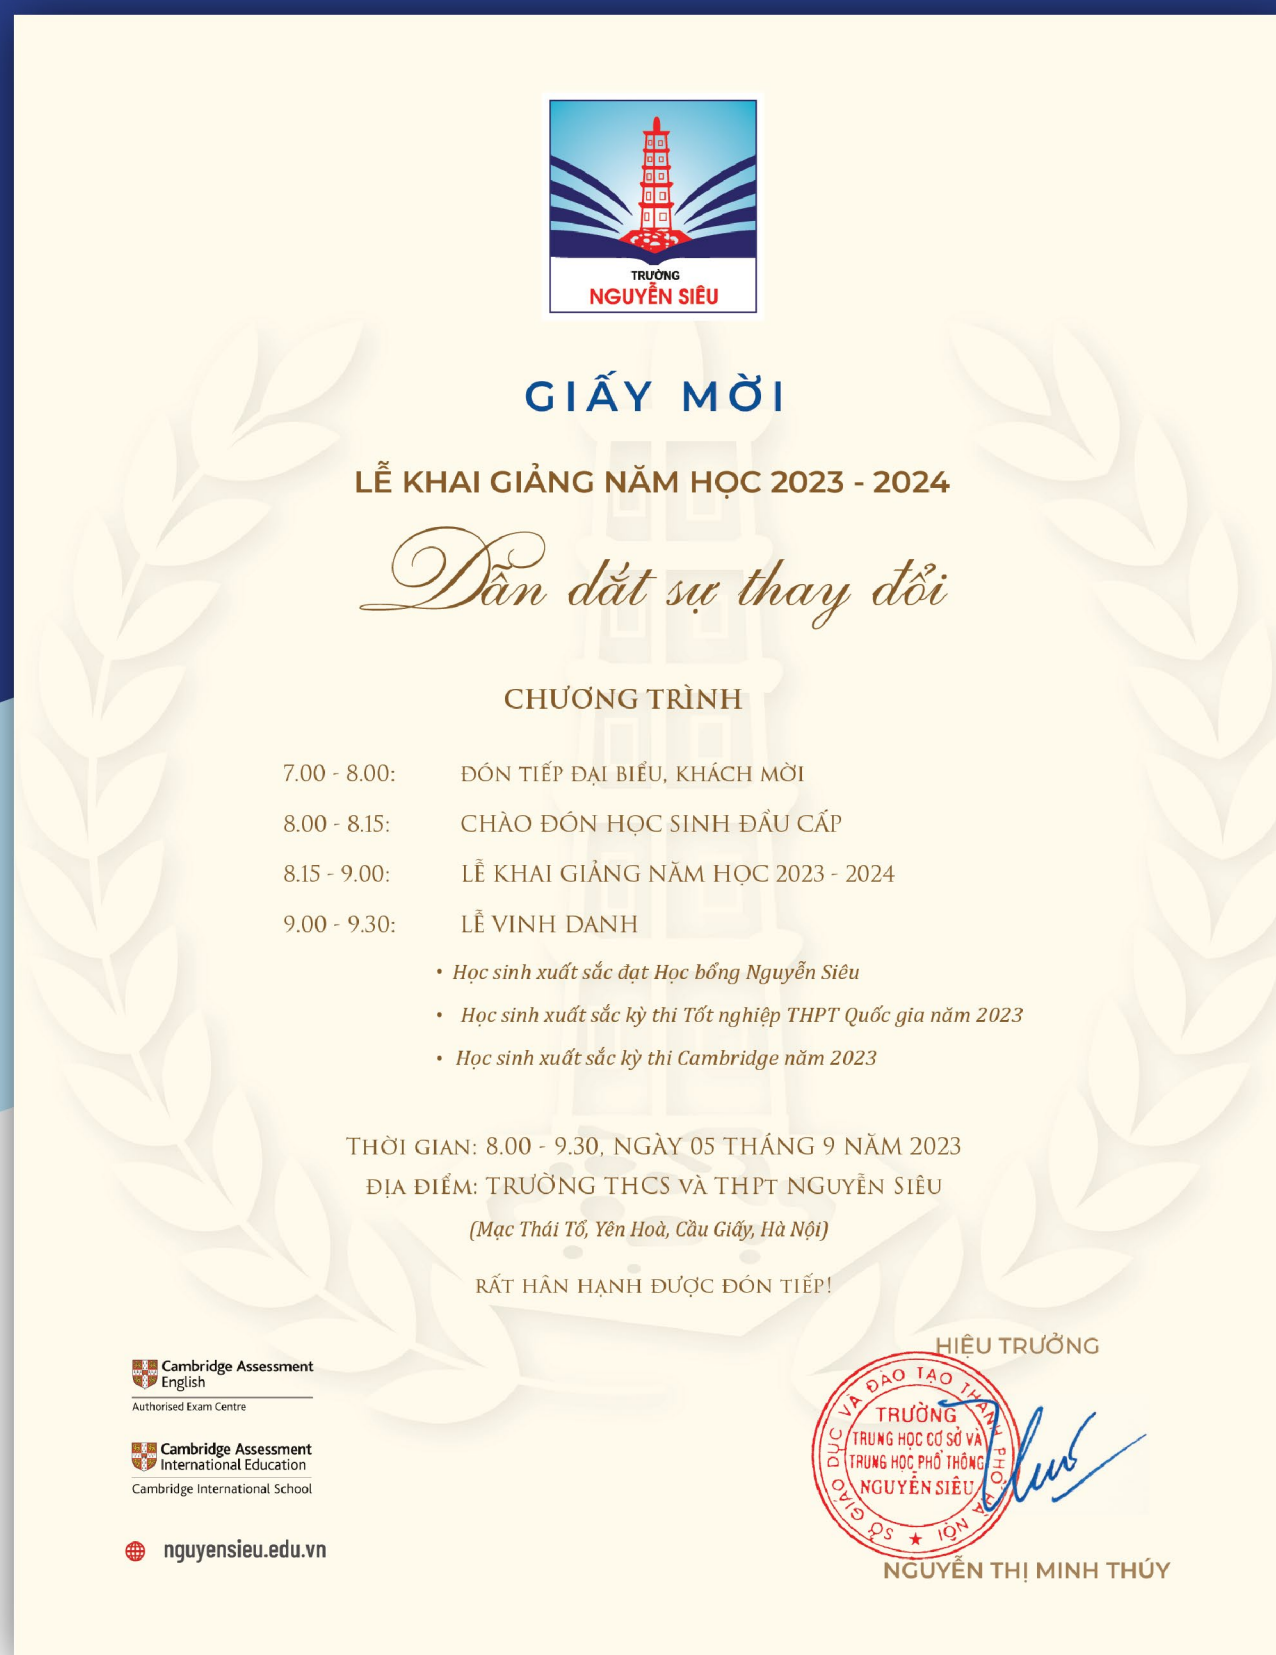 TRƯỜNG
NGUYỄN SIÊU
GIẤY MỜI
LỄ KHAI GIẢNG NĂM HỌC 2023 - 2024
Dẫn dắt sự thay đổi
CHƯƠNG TRÌNH
7.00 - 8.00: ĐÓN TIẾP ĐẠI BIỂU, KHÁCH MỜI
8.00 - 8.15: CHÀO ĐÓN HỌC SINH ĐẦU CẤP
8.15 - 9.00: LỄ KHAI GIẢNG NĂM HỌC 2023 - 2024
9.00 - 9.30: LỄ VINH DANH
• Học sinh xuất sắc đạt Học bổng Nguyễn Siêu
• Học sinh xuất sắc kỳ thi Tốt nghiệp THPT Quốc gia năm 2023
• Học sinh xuất sắc kỳ thi Cambridge năm 2023
THỜI GIAN: 8.00 - 9.30, NGÀY 05 THÁNG 9 NĂM 2023
ĐỊA ĐIỂM: TRƯỜNG THCS VÀ THPT NGUYỄN SIÊU
(Mạc Thái Tổ, Yên Hoà, Cầu Giấy, Hà Nội)
RẤT HÂN HẠNH ĐƯỢC ĐÓN TIẾP!
HIỆU TRƯỞNG
SỞ GIÁO DỤC VÀ ĐÀO TẠO THÀNH PHỐ HÀ NỘI
TRƯỜNG
TRUNG HỌC CƠ SỞ VÀ
TRUNG HỌC PHỔ THÔNG
NGUYỄN SIÊU
NGUYỄN THỊ MINH THÚY
Cambridge Assessment
English
Authorised Exam Centre
Cambridge Assessment
International Education
Cambridge International School
nguyensieu.edu.vn